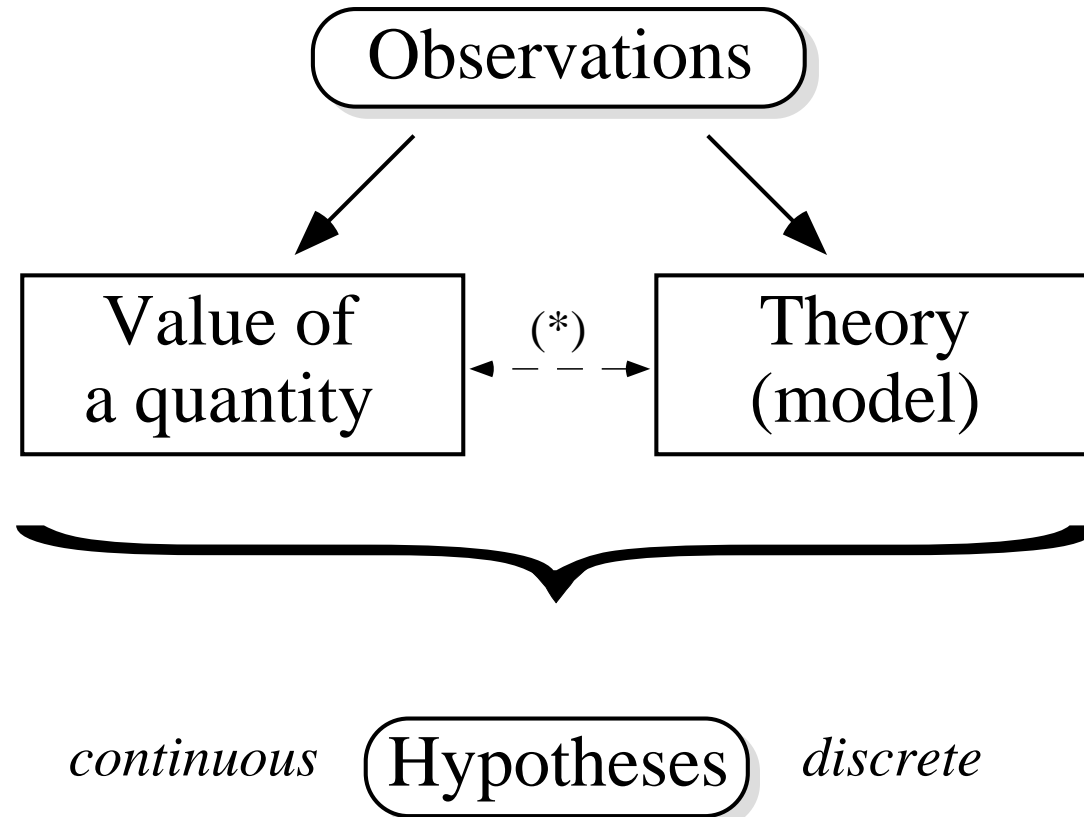 Observations
Value of
a quantity
(*)
Theory
(model)
continuous
Hypotheses
discrete